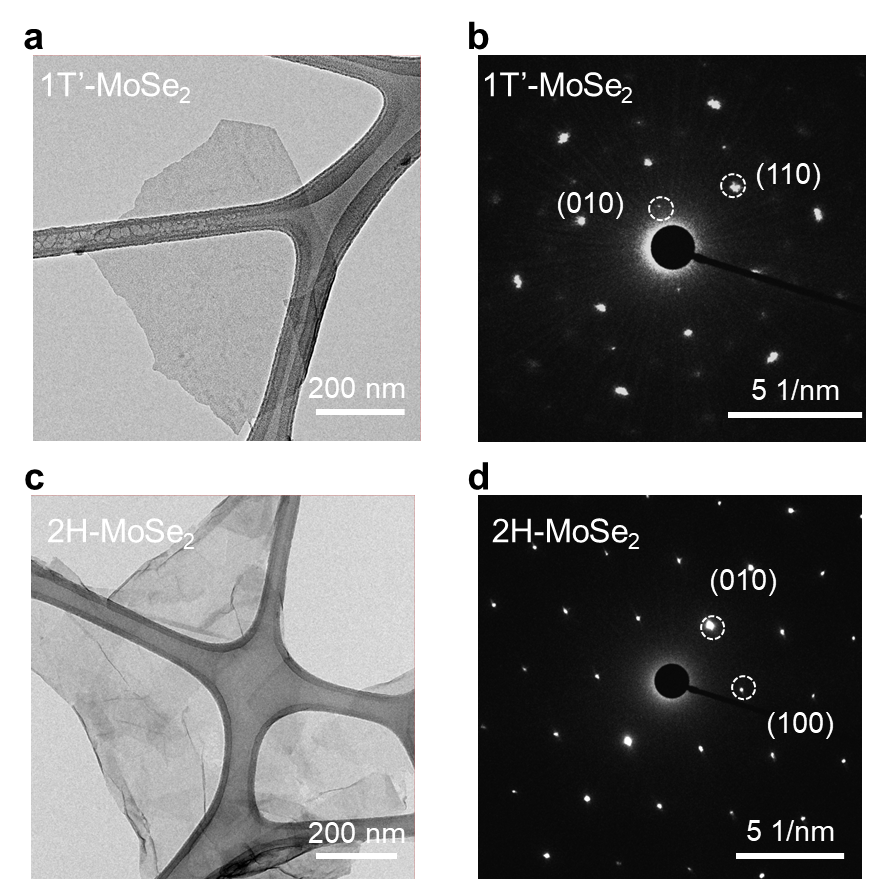 a
1T’-MoSe₂
200 nm
b
1T’-MoSe₂
(010)
(110)
5 1/nm
c
2H-MoSe₂
200 nm
d
2H-MoSe₂
(010)
(100)
5 1/nm